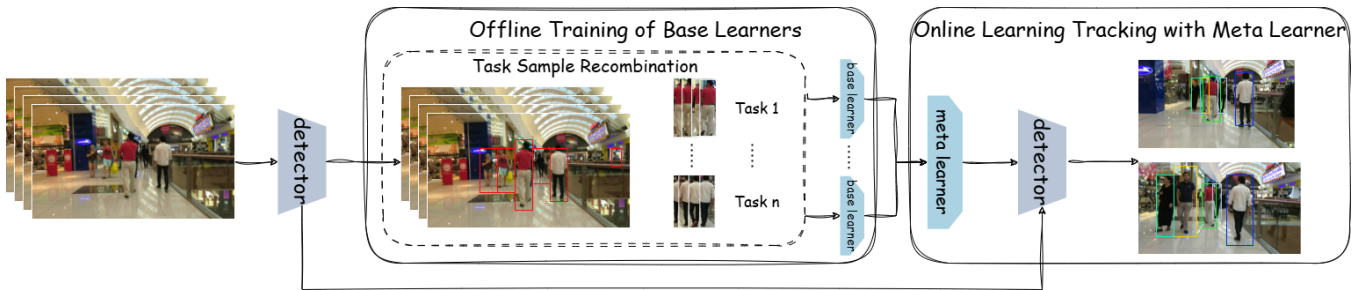 Offline Training of Base Learners
Online Learning Tracking with Meta Learner
Task Sample Recombination
detector
Task 1
Task n
base learner
base learner
meta learner
detector